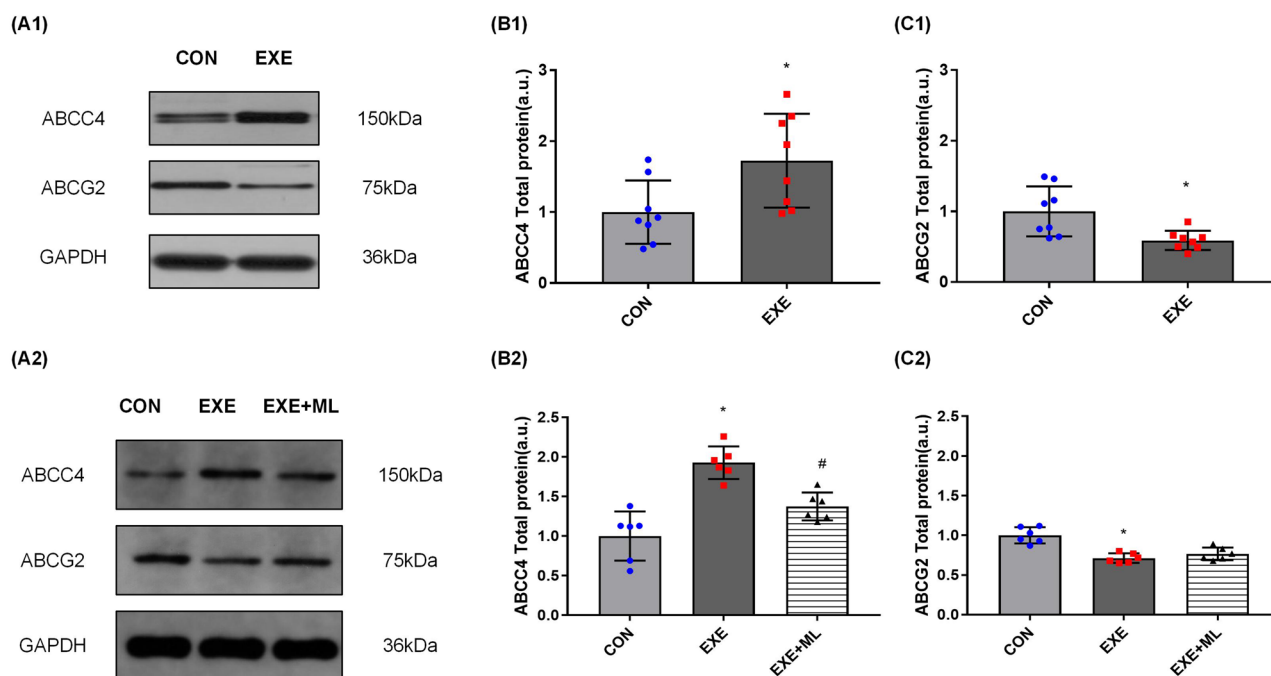 (A1)
CON EXE
ABCC4 150kDa
ABCG2 75kDa
GAPDH 36kDa
(B1)
ABCC4 Total protein(a.u.)
3
2
1
0
*
CON
EXE
(C1)
ABCG2 Total protein(a.u.)
3
2
1
0
*
CON
EXE
(A2)
CON EXE EXE+ML
ABCC4 150kDa
ABCG2 75kDa
GAPDH 36kDa
(B2)
ABCC4 Total protein(a.u.)
2.5
2.0
1.5
1.0
0.5
0.0
*
#
CON
EXE
EXE+ML
(C2)
ABCG2 Total protein(a.u.)
2.5
2.0
1.5
1.0
0.5
0.0
*
CON
EXE
EXE+ML